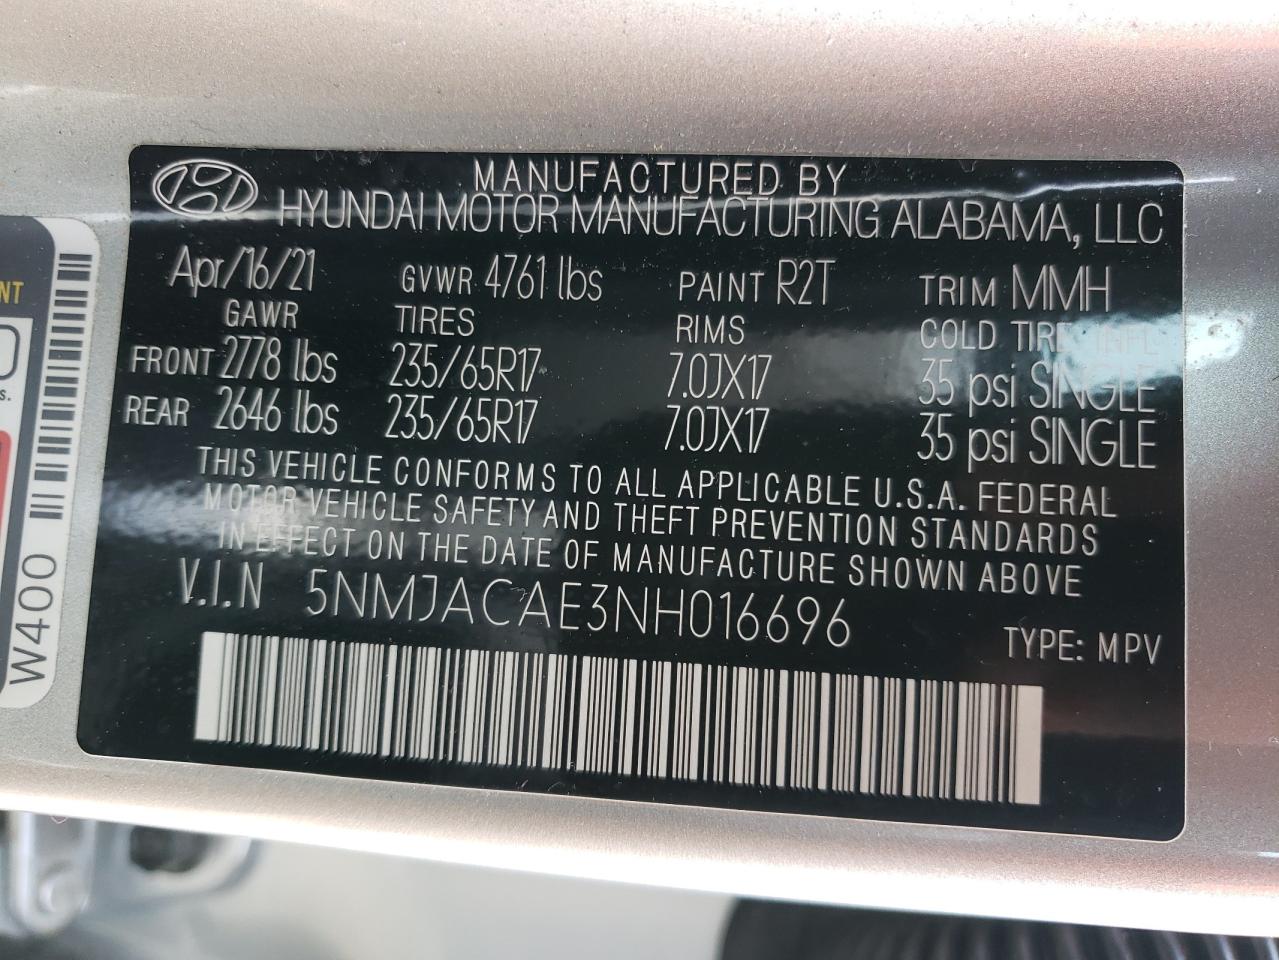 MANUFACTURED BY
HYUNDAI MOTOR MANUFACTURING ALABAMA, LLC
Apr/16/21 GVWR 4761 lbs PAINT R2T TRIM MMH
GAWR TIRES RIMS COLD TIRE INFL
FRONT 2778 lbs 235/65R17 7.0JX17 35 psi SINGLE
REAR 2646 lbs 235/65R17 7.0JX17 35 psi SINGLE
THIS VEHICLE CONFORMS TO ALL APPLICABLE U.S.A. FEDERAL
MOTOR VEHICLE SAFETY AND THEFT PREVENTION STANDARDS
IN EFFECT ON THE DATE OF MANUFACTURE SHOWN ABOVE
V.I.N 5NMJACAE3NH016696
TYPE: MPV
W400